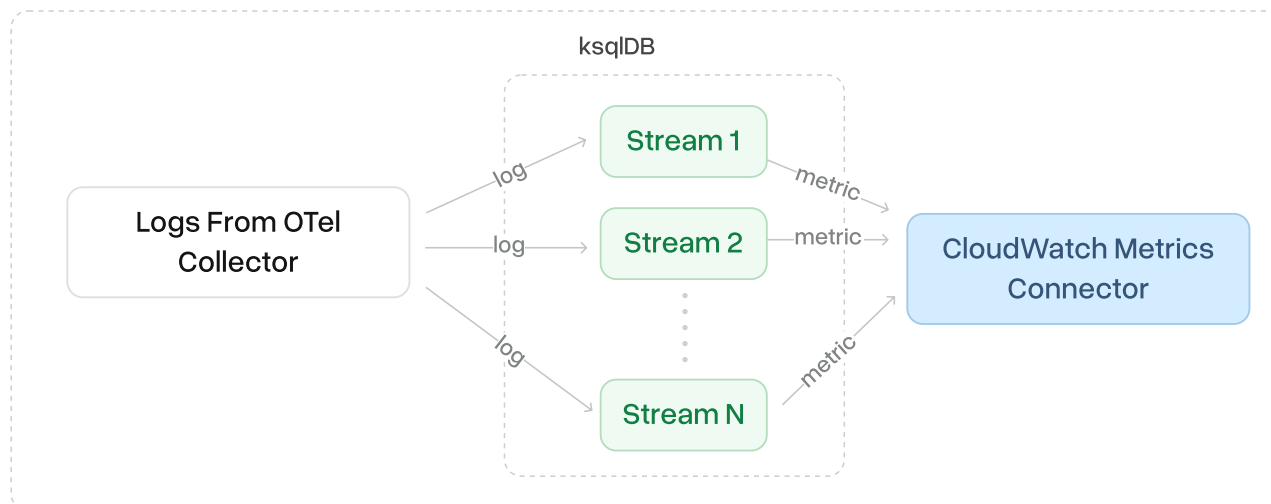 ksqlDB
Logs From OTel
Collector
log
log
log
Stream 1
Stream 2
Stream N
metric
metric
metric
CloudWatch Metrics
Connector